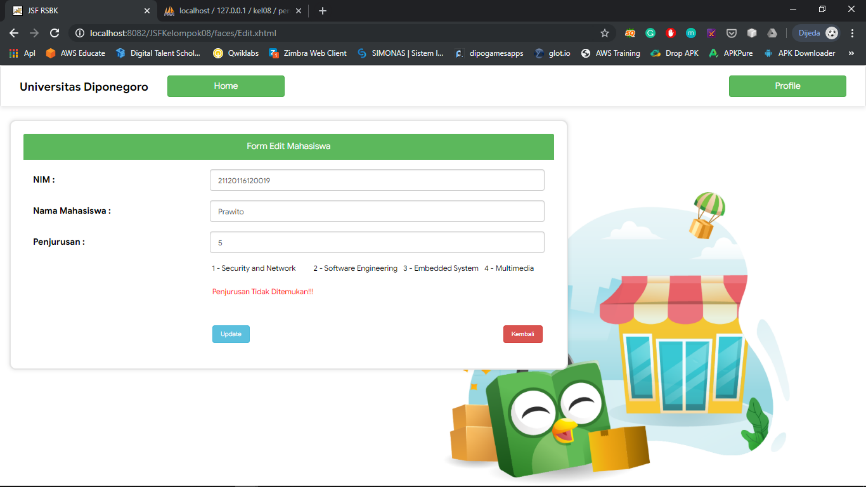 JSF RSBK
localhost / 127.0.0.1 / kel08 / pen
localhost:8082/JSFKelompok08/faces/Edit.xhtml
Dijeda
Apl AWS Educate Digital Talent Schol... Qwiklabs Zimbra Web Client SIMONAS | Sistem I... dipogamesapps glot.io AWS Training Drop APK APKPure APK Downloader »
Universitas Diponegoro Home Profile
Form Edit Mahasiswa
NIM : 21120116120019
Nama Mahasiswa : Prawito
Penjurusan : 5
1 - Security and Network 2 - Software Engineering 3 - Embedded System 4 - Multimedia
Penjurusan Tidak Ditemukan!!!
Update Kembali